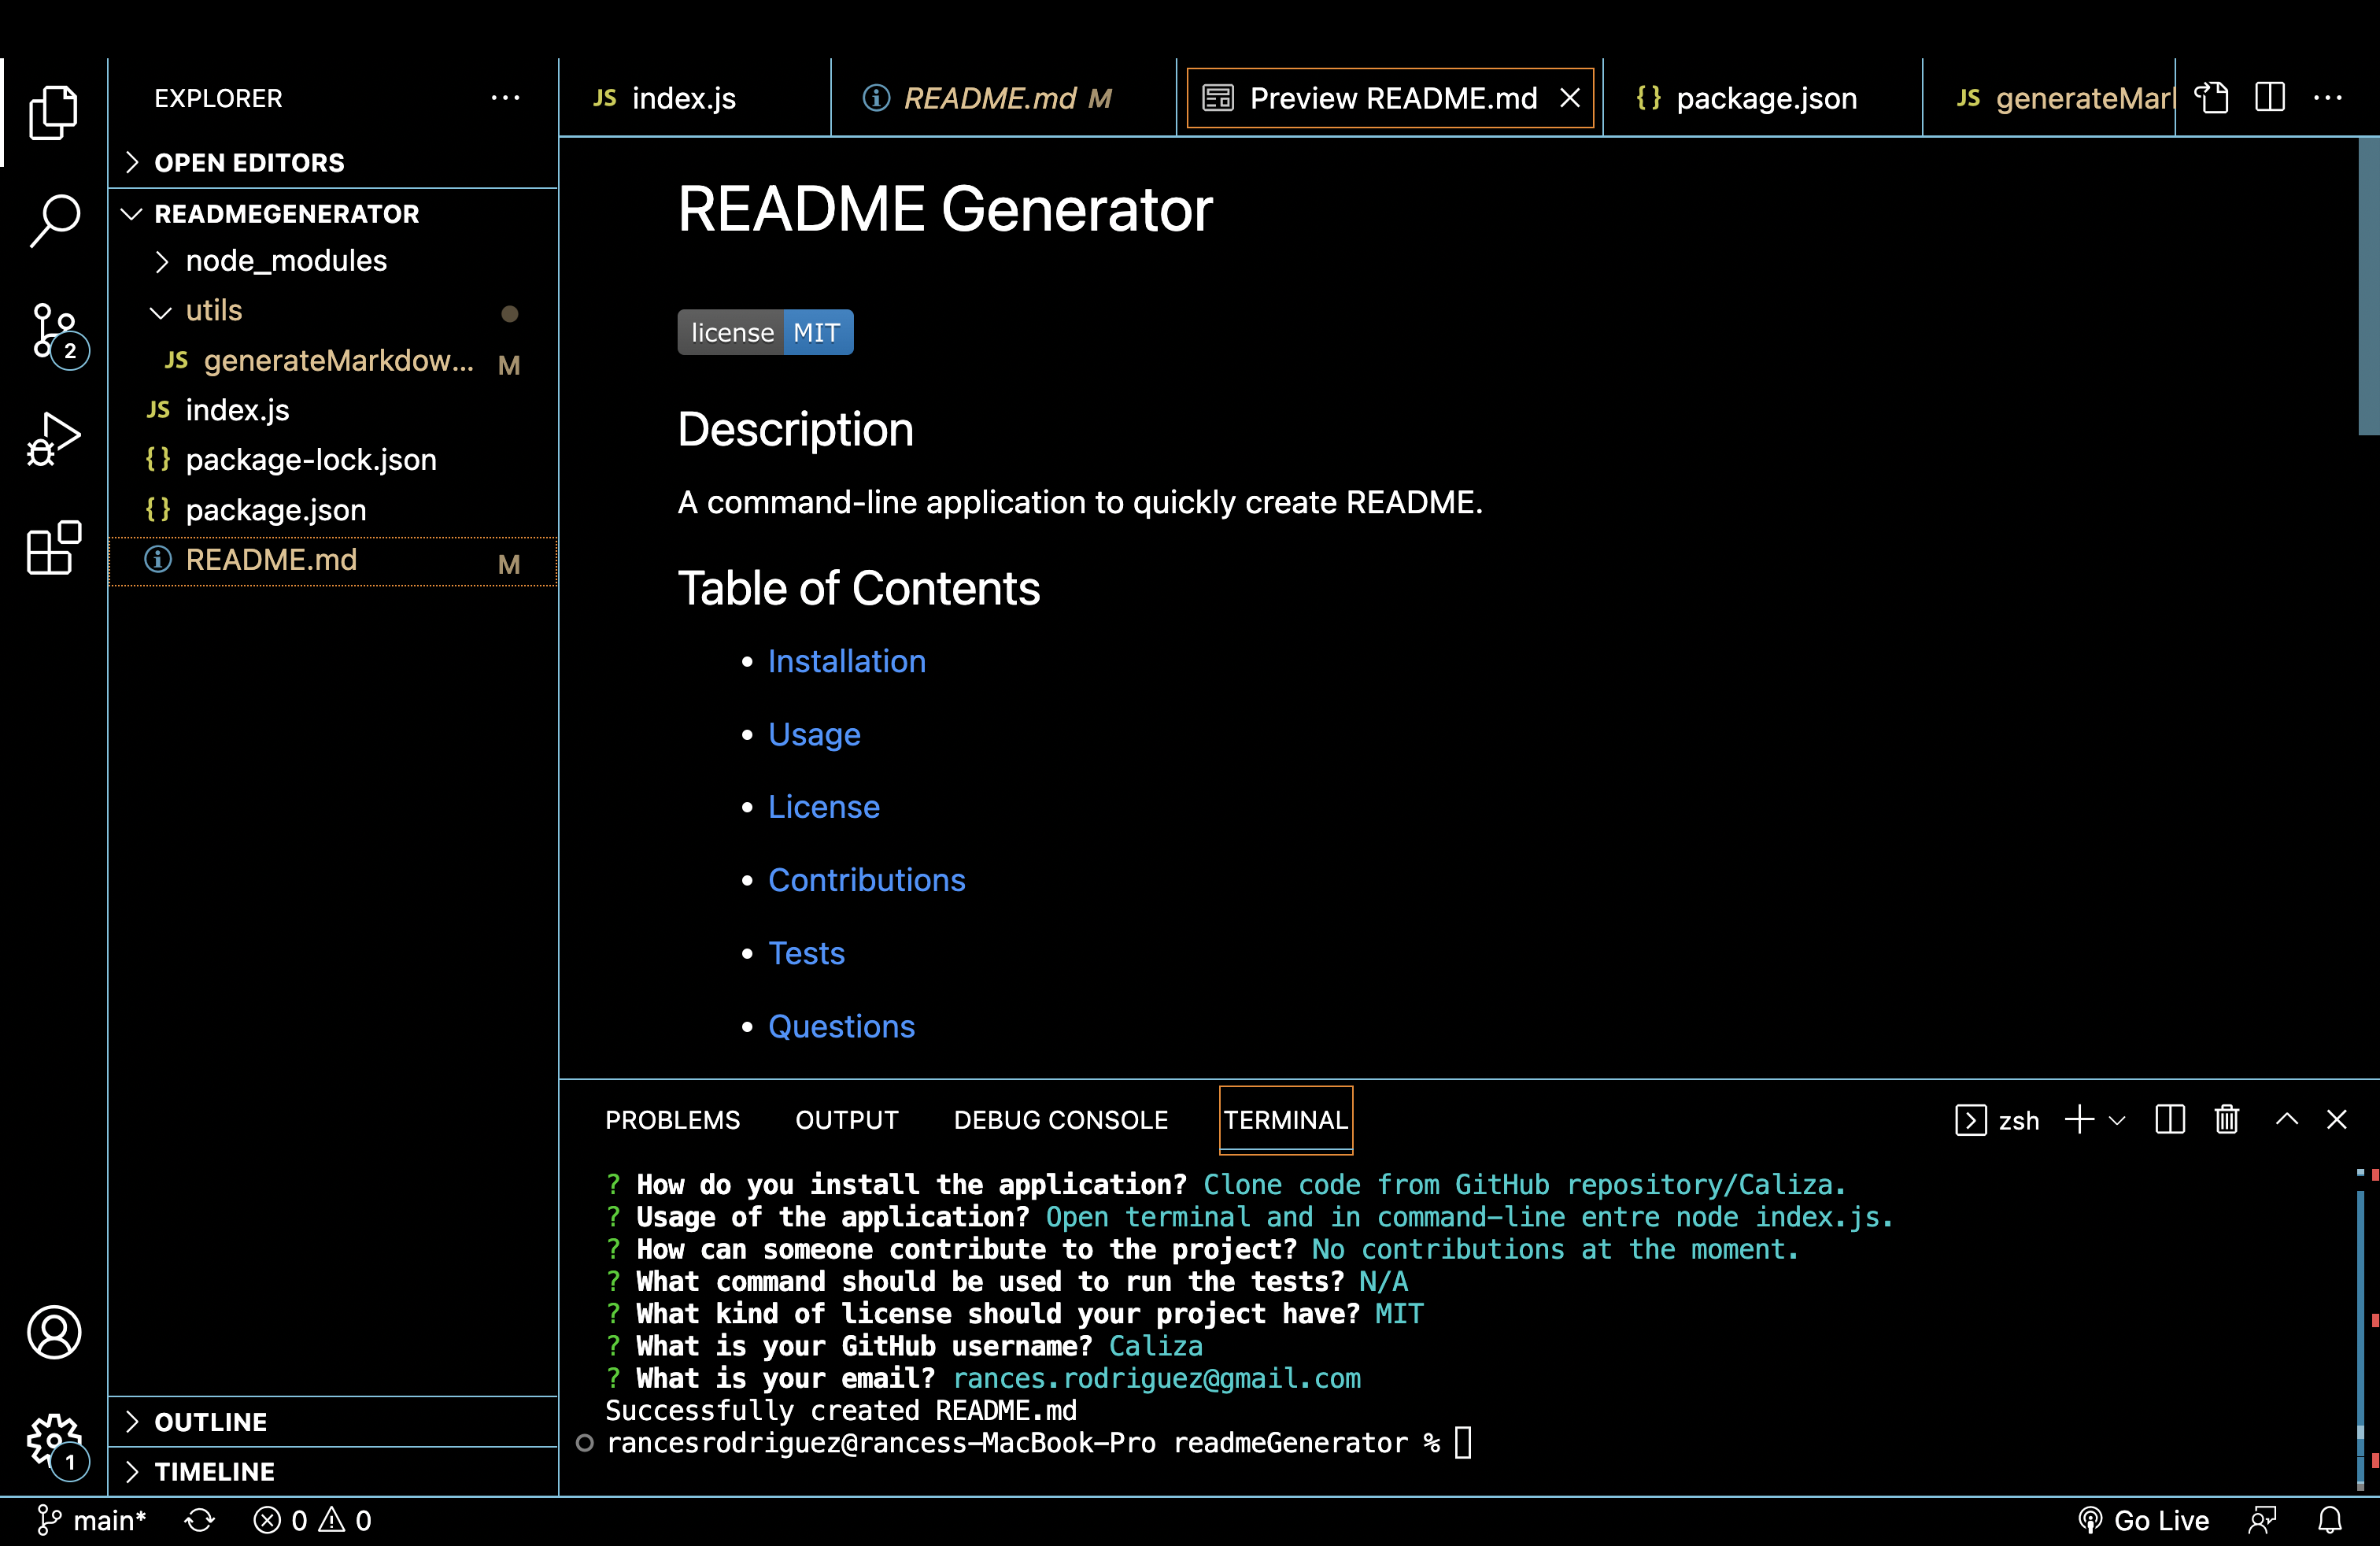 EXPLORER
OPEN EDITORS
READMEGENERATOR
node_modules
utils
JS generateMarkdow... M
JS index.js
{} package-lock.json
{} package.json
README.md M
OUTLINE
TIMELINE
2
1
JS index.js
README.md M
Preview README.md
{} package.json
JS generateMar
README Generator
license MIT
Description
A command-line application to quickly create README.
Table of Contents
• Installation
• Usage
• License
• Contributions
• Tests
• Questions
PROBLEMS OUTPUT DEBUG CONSOLE TERMINAL
zsh
? How do you install the application? Clone code from GitHub repository/Caliza.
? Usage of the application? Open terminal and in command-line entre node index.js.
? How can someone contribute to the project? No contributions at the moment.
? What command should be used to run the tests? N/A
? What kind of license should your project have? MIT
? What is your GitHub username? Caliza
? What is your email? rances.rodriguez@gmail.com
Successfully created README.md
rancesrodriguez@rancess-MacBook-Pro readmeGenerator %
main* 0 0
Go Live